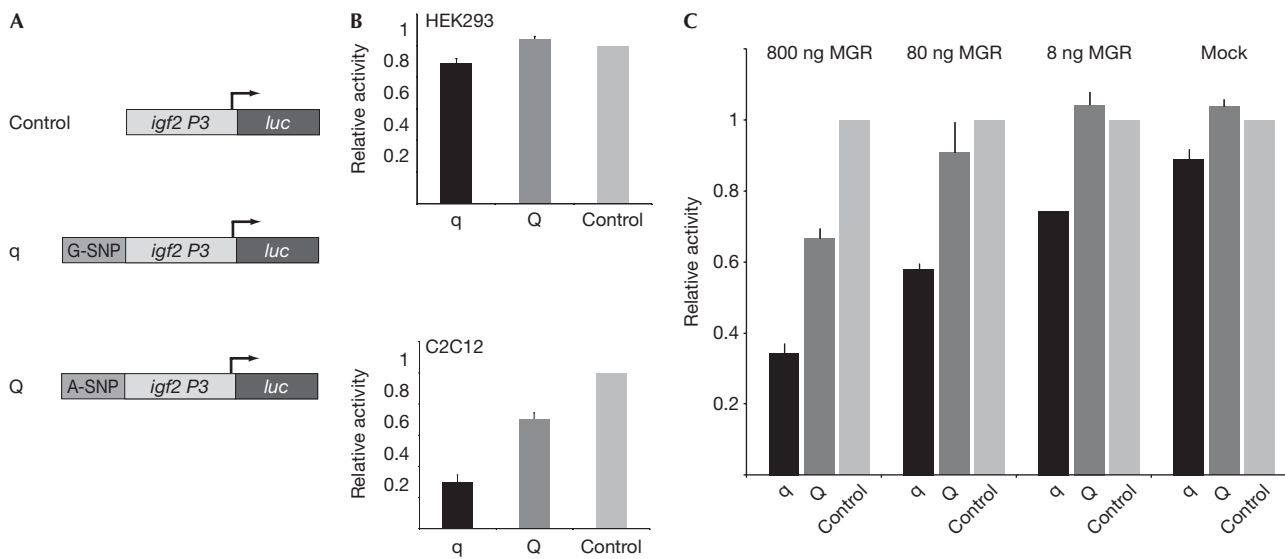 A
Control
igf2 P3
luc
q
G-SNP
igf2 P3
luc
Q
A-SNP
igf2 P3
luc
B
HEK293
Relative activity
1
0.8
0.6
0.4
0.2
q
Q
Control
C2C12
Relative activity
1
0.8
0.6
0.4
0.2
q
Q
Control
C
800 ng MGR
80 ng MGR
8 ng MGR
Mock
Relative activity
1
0.8
0.6
0.4
0.2
q
Q
Control
q
Q
Control
q
Q
Control
q
Q
Control